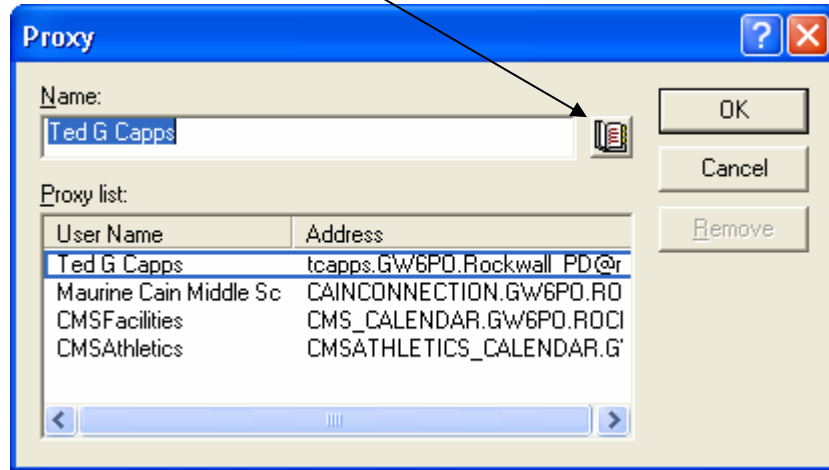 Proxy
Name:
OK
Ted G Capps
Cancel
Proxy list:
Remove
User Name Address
Ted G Capps tcapps.GW6PO.Rockwall_PD@r
Maurine Cain Middle Sc CAINCONNECTION.GW6PO.RO
CMSFacilities CMS_CALENDAR.GW6PO.ROC
CMSAthletics CMSATHLETICS_CALENDAR.G